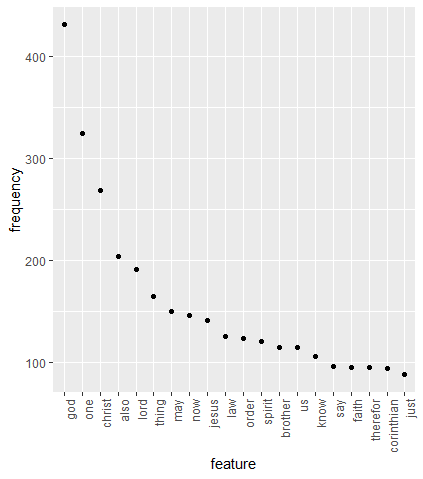 frequency
400
300
200
100
god
one
christ
also
lord
thing
may
now
jesus
law
order
spirit
brother
us
know
say
faith
therefor
corinthian
just
feature